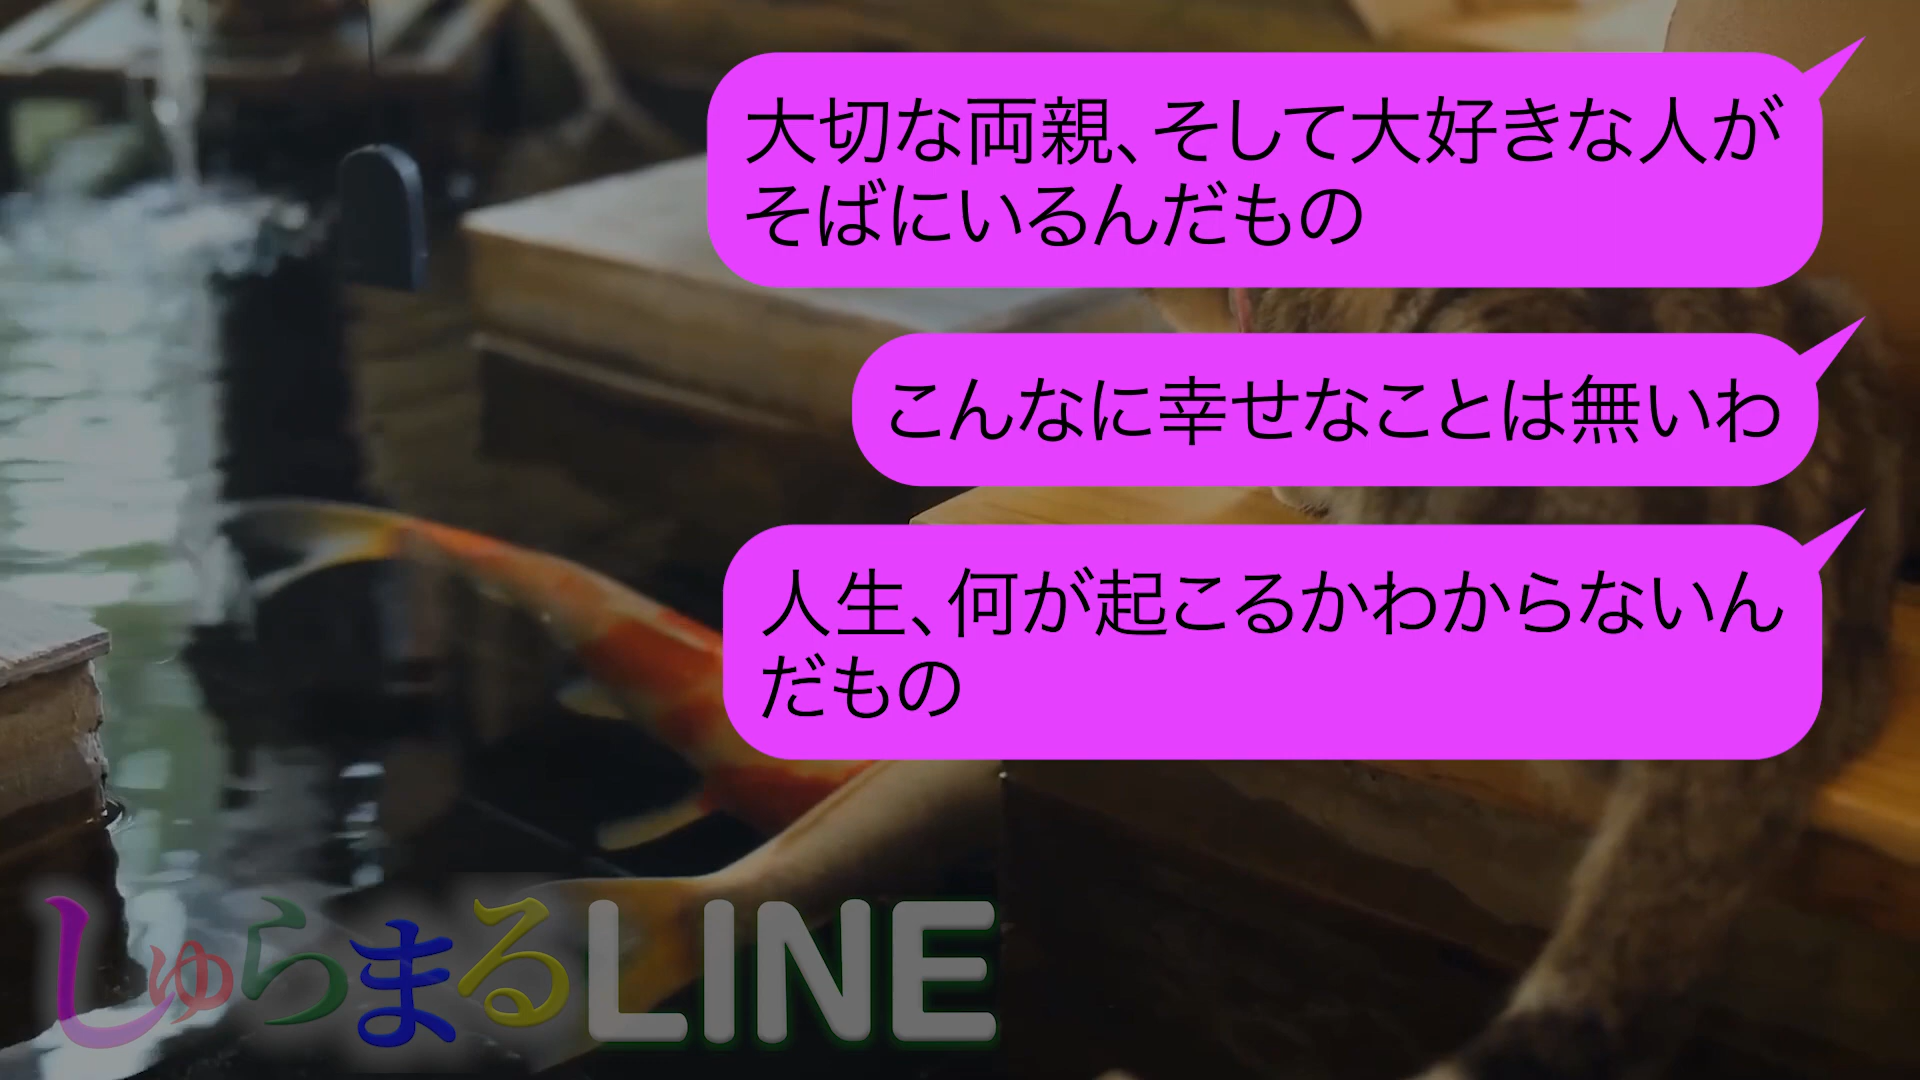 大切な両親、そして大好きな人が
そばにいるんだもの
こんなに幸せなことは無いわ
人生、何が起こるかわからないん
だもの
しゅらまるLINE